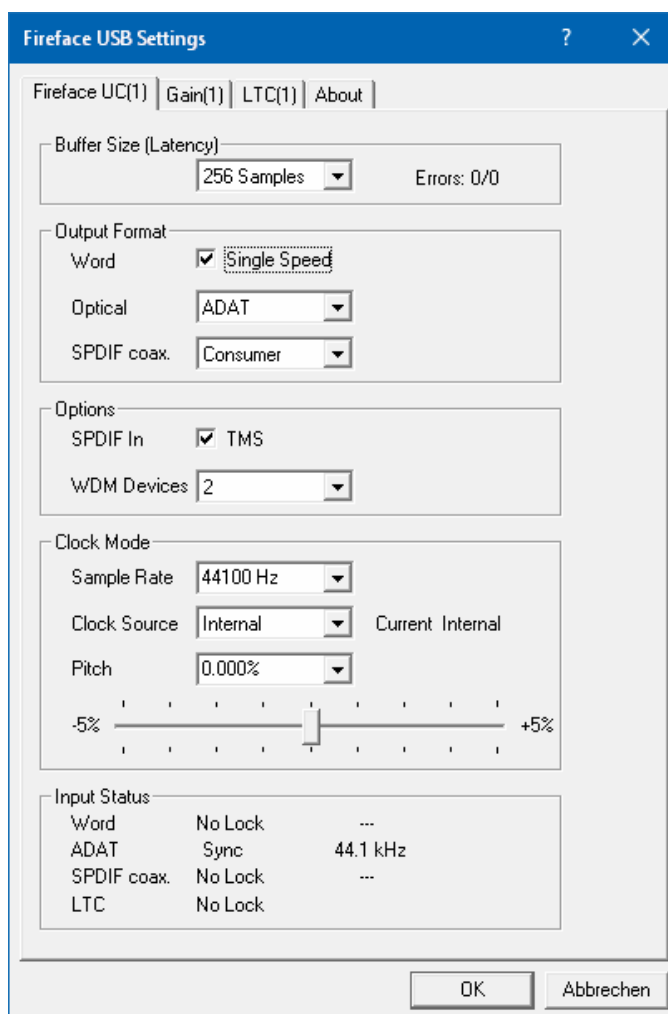 Fireface USB Settings ?
Fireface UC(1) Gain(1) LTC(1) About
Buffer Size (Latency)
256 Samples Errors: 0/0
Output Format
Word Single Speed
Optical ADAT
SPDIF coax. Consumer
Options
SPDIF In TMS
WDM Devices 2
Clock Mode
Sample Rate 44100 Hz
Clock Source Internal Current Internal
Pitch 0.000%
-5% +5%
Input Status
Word No Lock ---
ADAT Sync 44.1 kHz
SPDIF coax. No Lock ---
LTC No Lock
OK Abbrechen